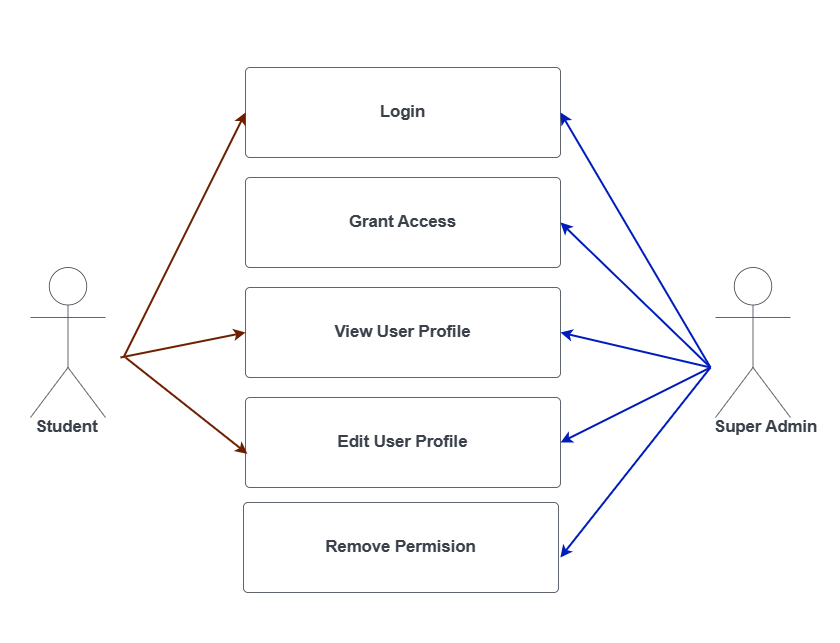 Login
Grant Access
View User Profile
Edit User Profile
Student
Super Admin
Remove Permision